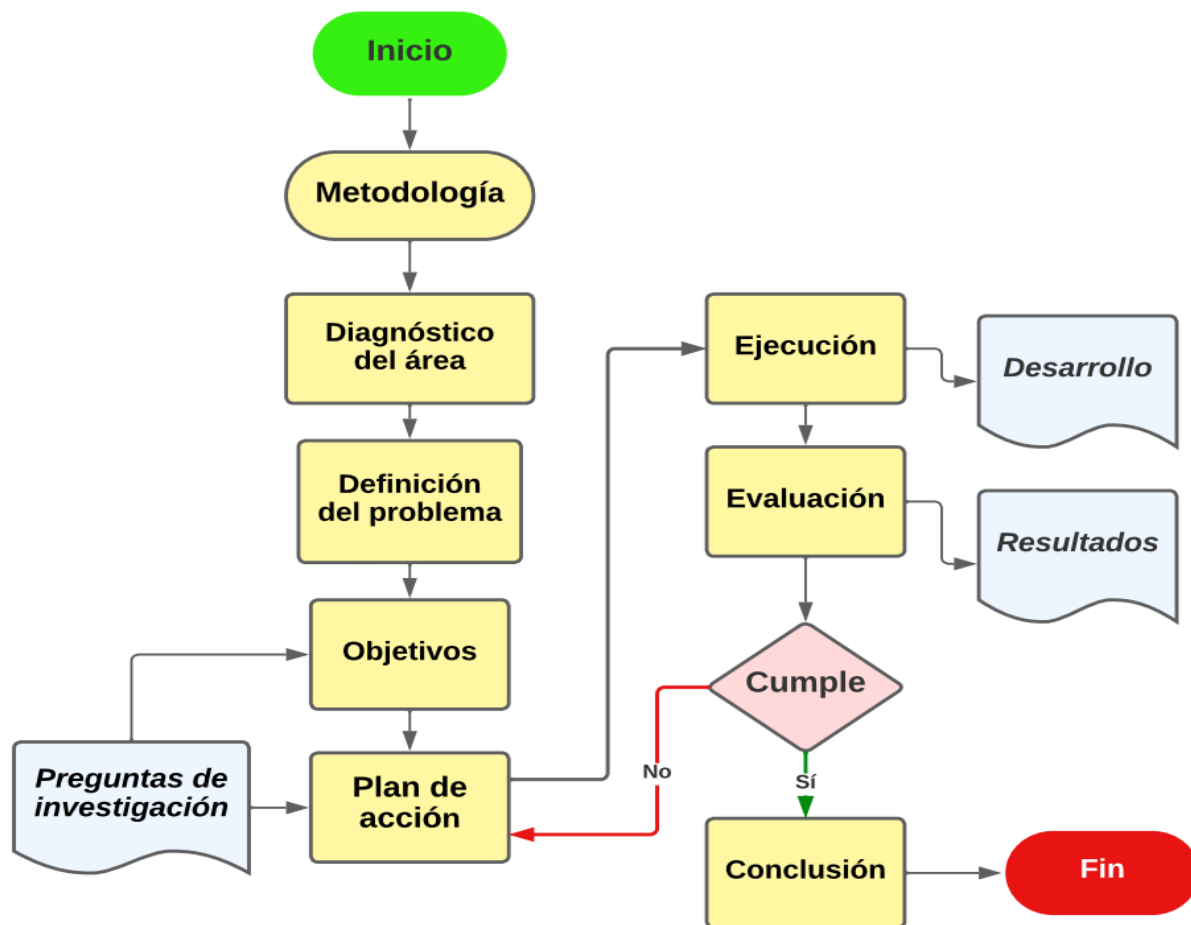 Inicio
Metodología
Diagnóstico
del área
Definición
del problema
Objetivos
Preguntas de
investigación
Plan de
acción
Ejecución
Desarrollo
Evaluación
Resultados
Cumple
No
Sí
Conclusión
Fin